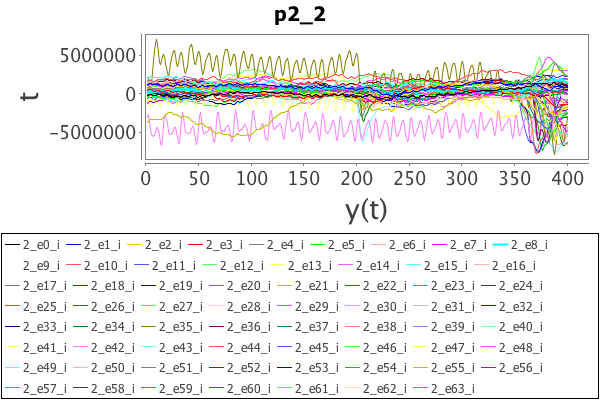 p2_2
5000000
0
−5000000
t
0 50 100 150 200 250 300 350 400
y(t)
2_e0_i 2_e1_i 2_e2_i 2_e3_i 2_e4_i 2_e5_i 2_e6_i 2_e7_i 2_e8_i
2_e9_i 2_e10_i 2_e11_i 2_e12_i 2_e13_i 2_e14_i 2_e15_i 2_e16_i
2_e17_i 2_e18_i 2_e19_i 2_e20_i 2_e21_i 2_e22_i 2_e23_i 2_e24_i
2_e25_i 2_e26_i 2_e27_i 2_e28_i 2_e29_i 2_e30_i 2_e31_i 2_e32_i
2_e33_i 2_e34_i 2_e35_i 2_e36_i 2_e37_i 2_e38_i 2_e39_i 2_e40_i
2_e41_i 2_e42_i 2_e43_i 2_e44_i 2_e45_i 2_e46_i 2_e47_i 2_e48_i
2_e49_i 2_e50_i 2_e51_i 2_e52_i 2_e53_i 2_e54_i 2_e55_i 2_e56_i
2_e57_i 2_e58_i 2_e59_i 2_e60_i 2_e61_i 2_e62_i 2_e63_i